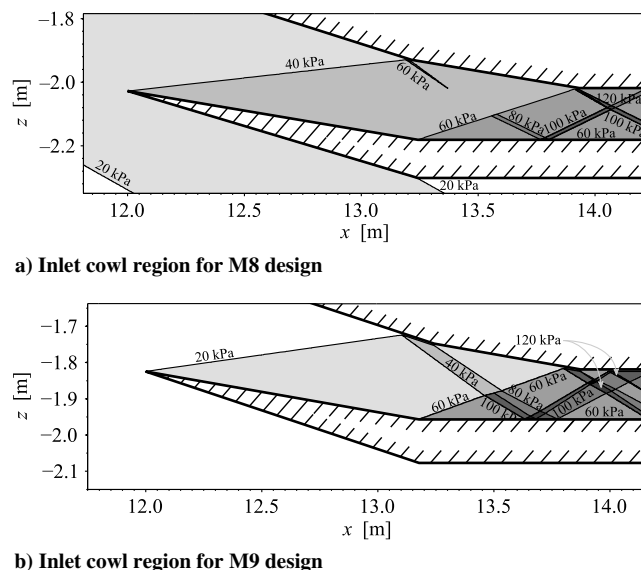 −1.8
−2.0
−2.2
z [m]
40 kPa
60 kPa
60 kPa
80 kPa
100 kPa
120 kPa
100 kPa
60 kPa
20 kPa
20 kPa
12.0 12.5 13.0 13.5 14.0
x [m]
a) Inlet cowl region for M8 design
−1.7
−1.8
−1.9
−2.0
−2.1
z [m]
120 kPa
20 kPa
40 kPa
60 kPa
80 kPa
60 kPa
100 kPa
100 kPa
60 kPa
12.0 12.5 13.0 13.5 14.0
x [m]
b) Inlet cowl region for M9 design